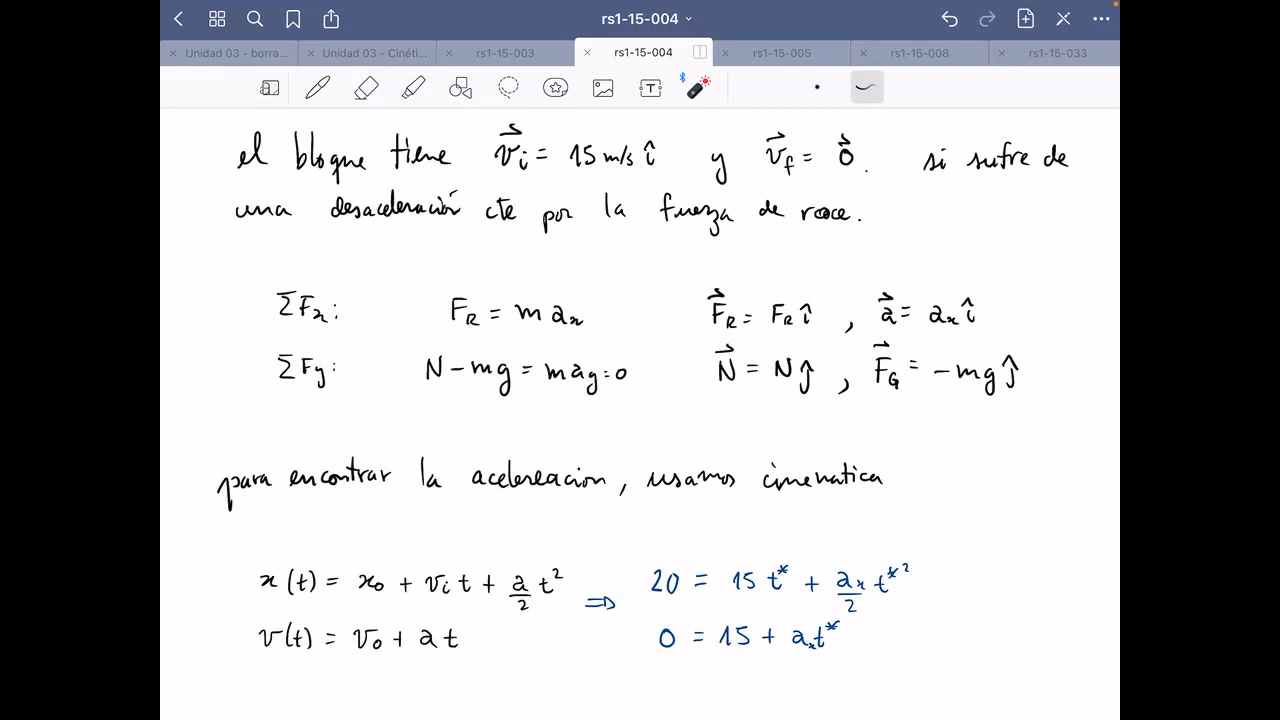 rs1-15-004
Unidad 03 - borra... Unidad 03 - Cinéti... rs1-15-003 rs1-15-004 rs1-15-005 rs1-15-008 rs1-15-033
el bloque tiene v⃗i = 15 m/s î y v⃗f = 0⃗. si sufre de
una desaceleración cte por la fuerza de roce.
ΣFx: FR = m ax F⃗R = FR î , a⃗ = ax î
ΣFy: N - mg = m ay = 0 N⃗ = N ĵ , F⃗G = -mg ĵ
para encontrar la acelereacion, usamos cinematica
x(t) = x0 + vi t + a/2 t² ⇒ 20 = 15 t* + ax/2 t*²
v(t) = v0 + a t 0 = 15 + ax t*